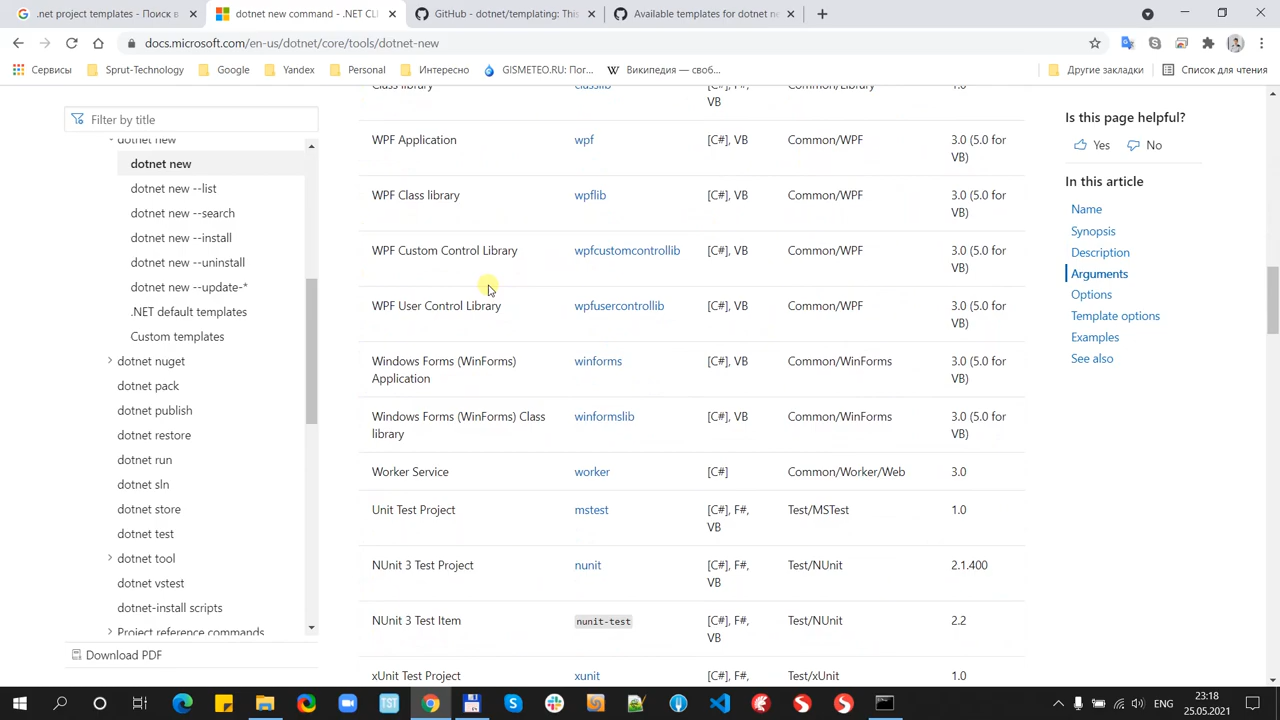 .net project templates - Поиск в
dotnet new command - .NET CL
GitHub - dotnet/templating: This
Available templates for dotnet ne
docs.microsoft.com/en-us/dotnet/core/tools/dotnet-new
Сервисы
Sprut-Technology
Google
Yandex
Personal
Интересно
GISMETEO.RU: Пог...
Википедия — своб...
Другие закладки
Список для чтения
Filter by title
dotnet new
dotnet new
dotnet new --list
dotnet new --search
dotnet new --install
dotnet new --uninstall
dotnet new --update-*
.NET default templates
Custom templates
dotnet nuget
dotnet pack
dotnet publish
dotnet restore
dotnet run
dotnet sln
dotnet store
dotnet test
dotnet tool
dotnet vstest
dotnet-install scripts
Project reference commands
Download PDF
Class library classlib [C#], F#, Common/Library 1.0
VB
WPF Application wpf [C#], VB Common/WPF 3.0 (5.0 for
VB)
WPF Class library wpflib [C#], VB Common/WPF 3.0 (5.0 for
VB)
WPF Custom Control Library wpfcustomcontrollib [C#], VB Common/WPF 3.0 (5.0 for
VB)
WPF User Control Library wpfusercontrollib [C#], VB Common/WPF 3.0 (5.0 for
VB)
Windows Forms (WinForms) winforms [C#], VB Common/WinForms 3.0 (5.0 for
Application VB)
Windows Forms (WinForms) Class winformslib [C#], VB Common/WinForms 3.0 (5.0 for
library VB)
Worker Service worker [C#] Common/Worker/Web 3.0
Unit Test Project mstest [C#], F#, Test/MSTest 1.0
VB
NUnit 3 Test Project nunit [C#], F#, Test/NUnit 2.1.400
VB
NUnit 3 Test Item nunit-test [C#], F#, Test/NUnit 2.2
VB
xUnit Test Project xunit [C#], F#, Test/xUnit 1.0
Is this page helpful?
Yes No
In this article
Name
Synopsis
Description
Arguments
Options
Template options
Examples
See also
TST
ENG
23:18
25.05.2021